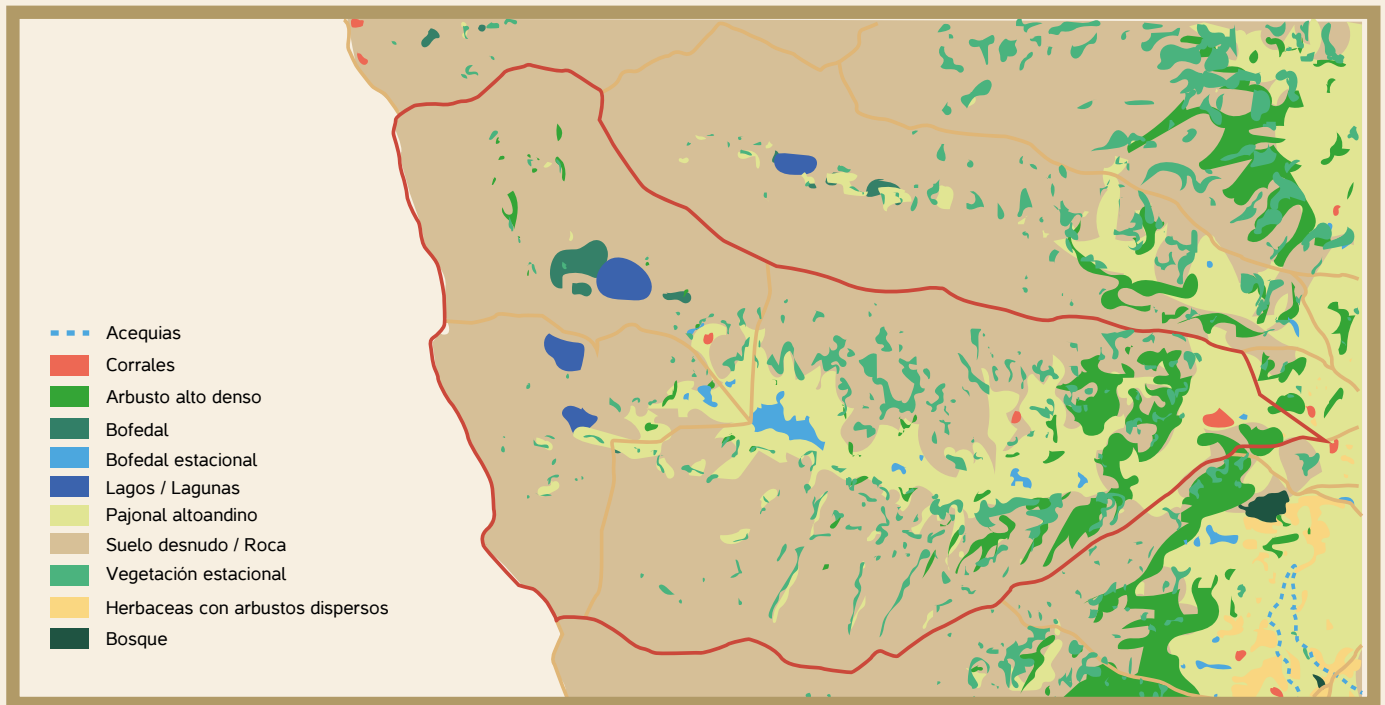 Acequias
Corrales
Arbusto alto denso
Bofedal
Bofedal estacional
Lagos / Lagunas
Pajonal altoandino
Suelo desnudo / Roca
Vegetación estacional
Herbaceas con arbustos dispersos
Bosque